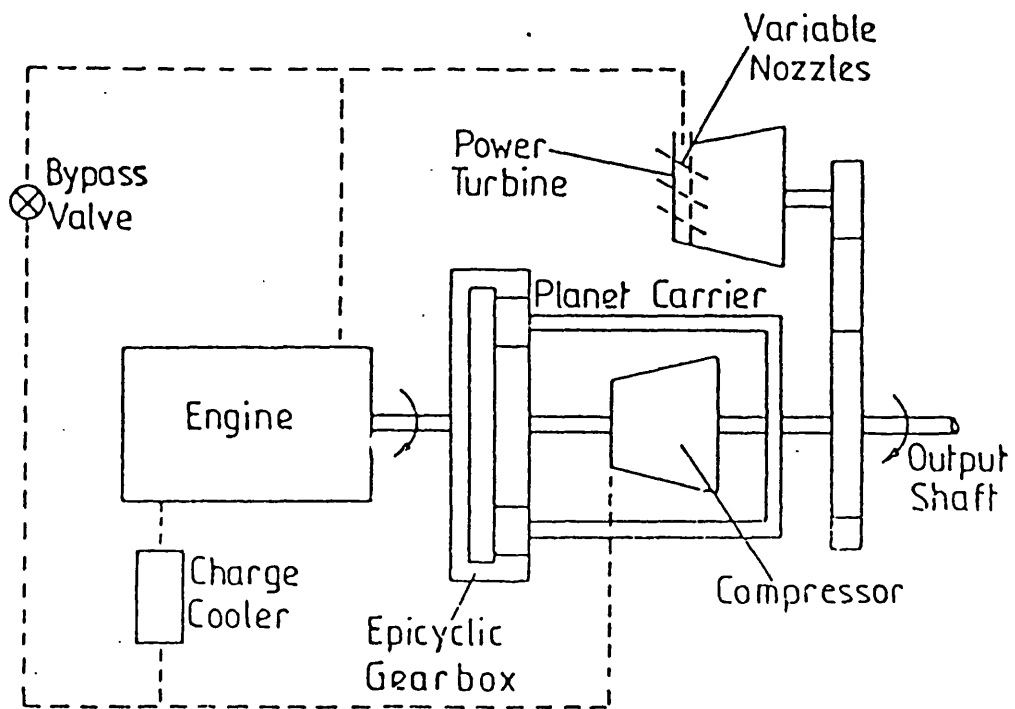 Variable
Nozzles
Power
Turbine
Bypass
Valve
Planet Carrier
Engine
Output
Shaft
Charge
Cooler
Compressor
Epicyclic
Gearbox